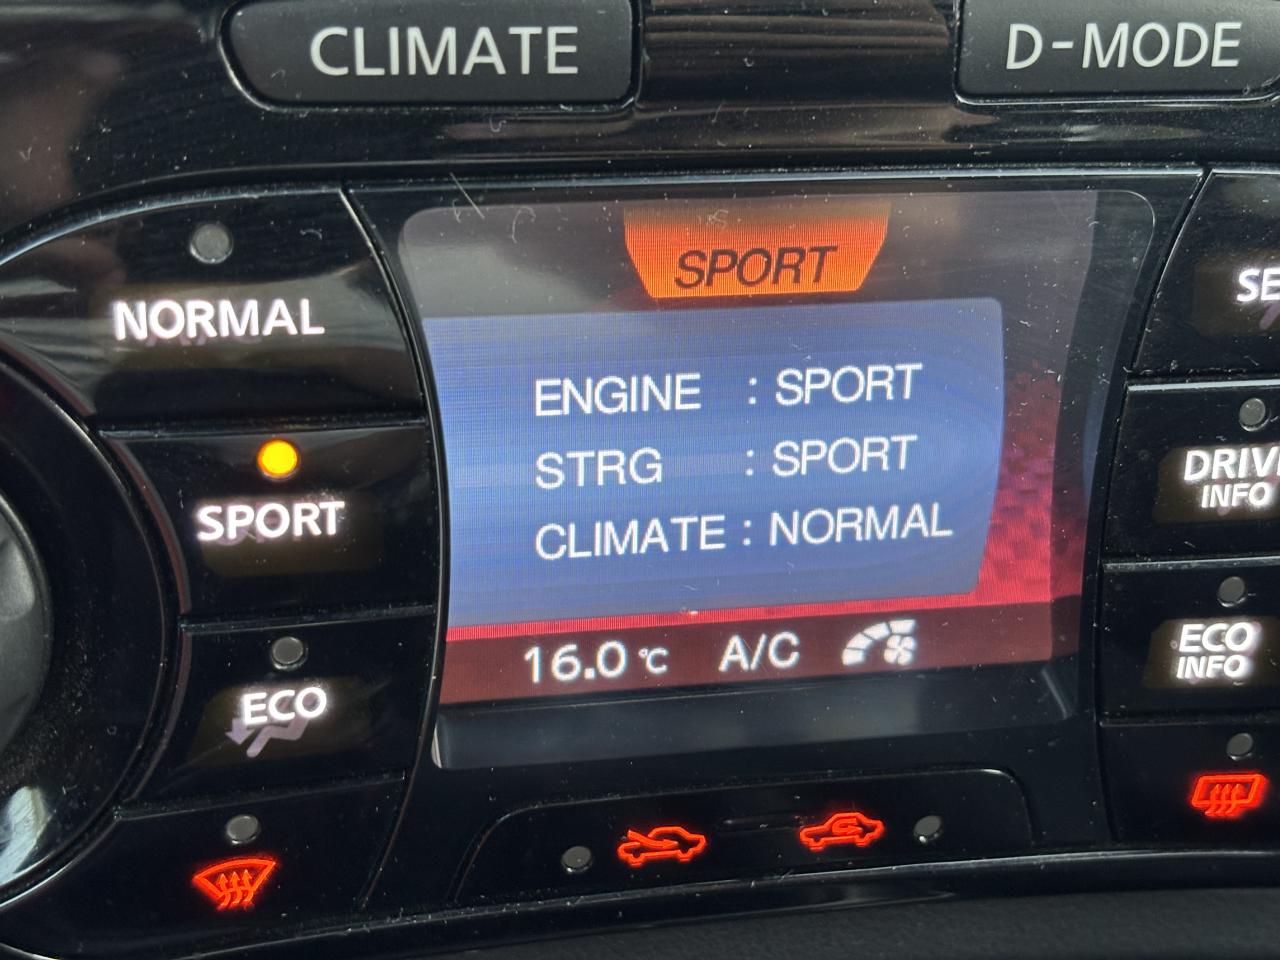 CLIMATE
D-MODE
SPORT
NORMAL
ENGINE : SPORT
STRG : SPORT
CLIMATE : NORMAL
SPORT
ECO
16.0 °C A/C
DRIVE
INFO
ECO
INFO